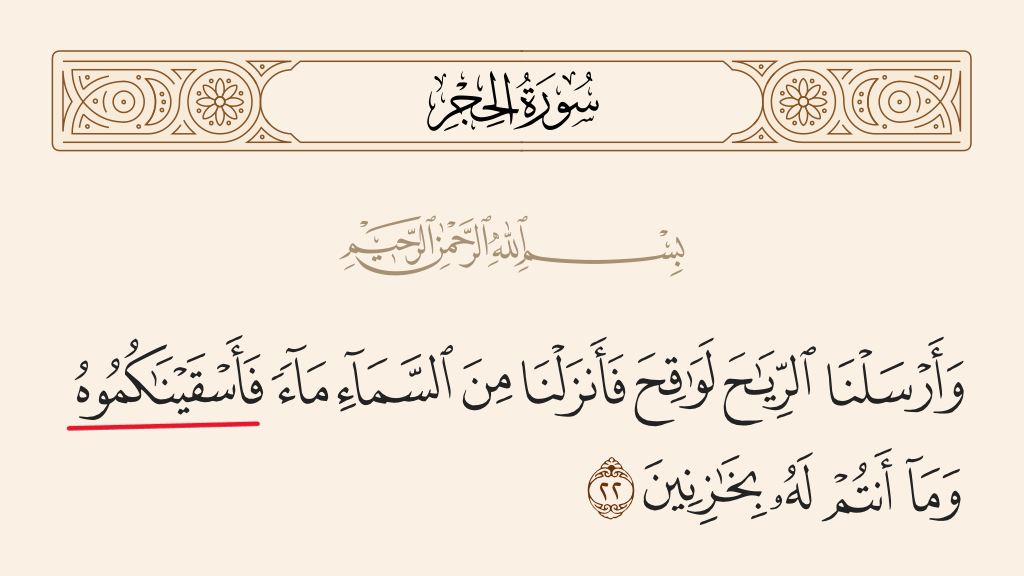 سُورَةُ الحِجْرِ
بِسْمِ ٱللَّهِ ٱلرَّحْمَٰنِ ٱلرَّحِيمِ
وَأَرْسَلْنَا ٱلرِّيَٰحَ لَوَٰقِحَ فَأَنزَلْنَا مِنَ ٱلسَّمَآءِ مَآءً فَأَسْقَيْنَٰكُمُوهُ
وَمَآ أَنتُمْ لَهُۥ بِخَٰزِنِينَ ٢٢